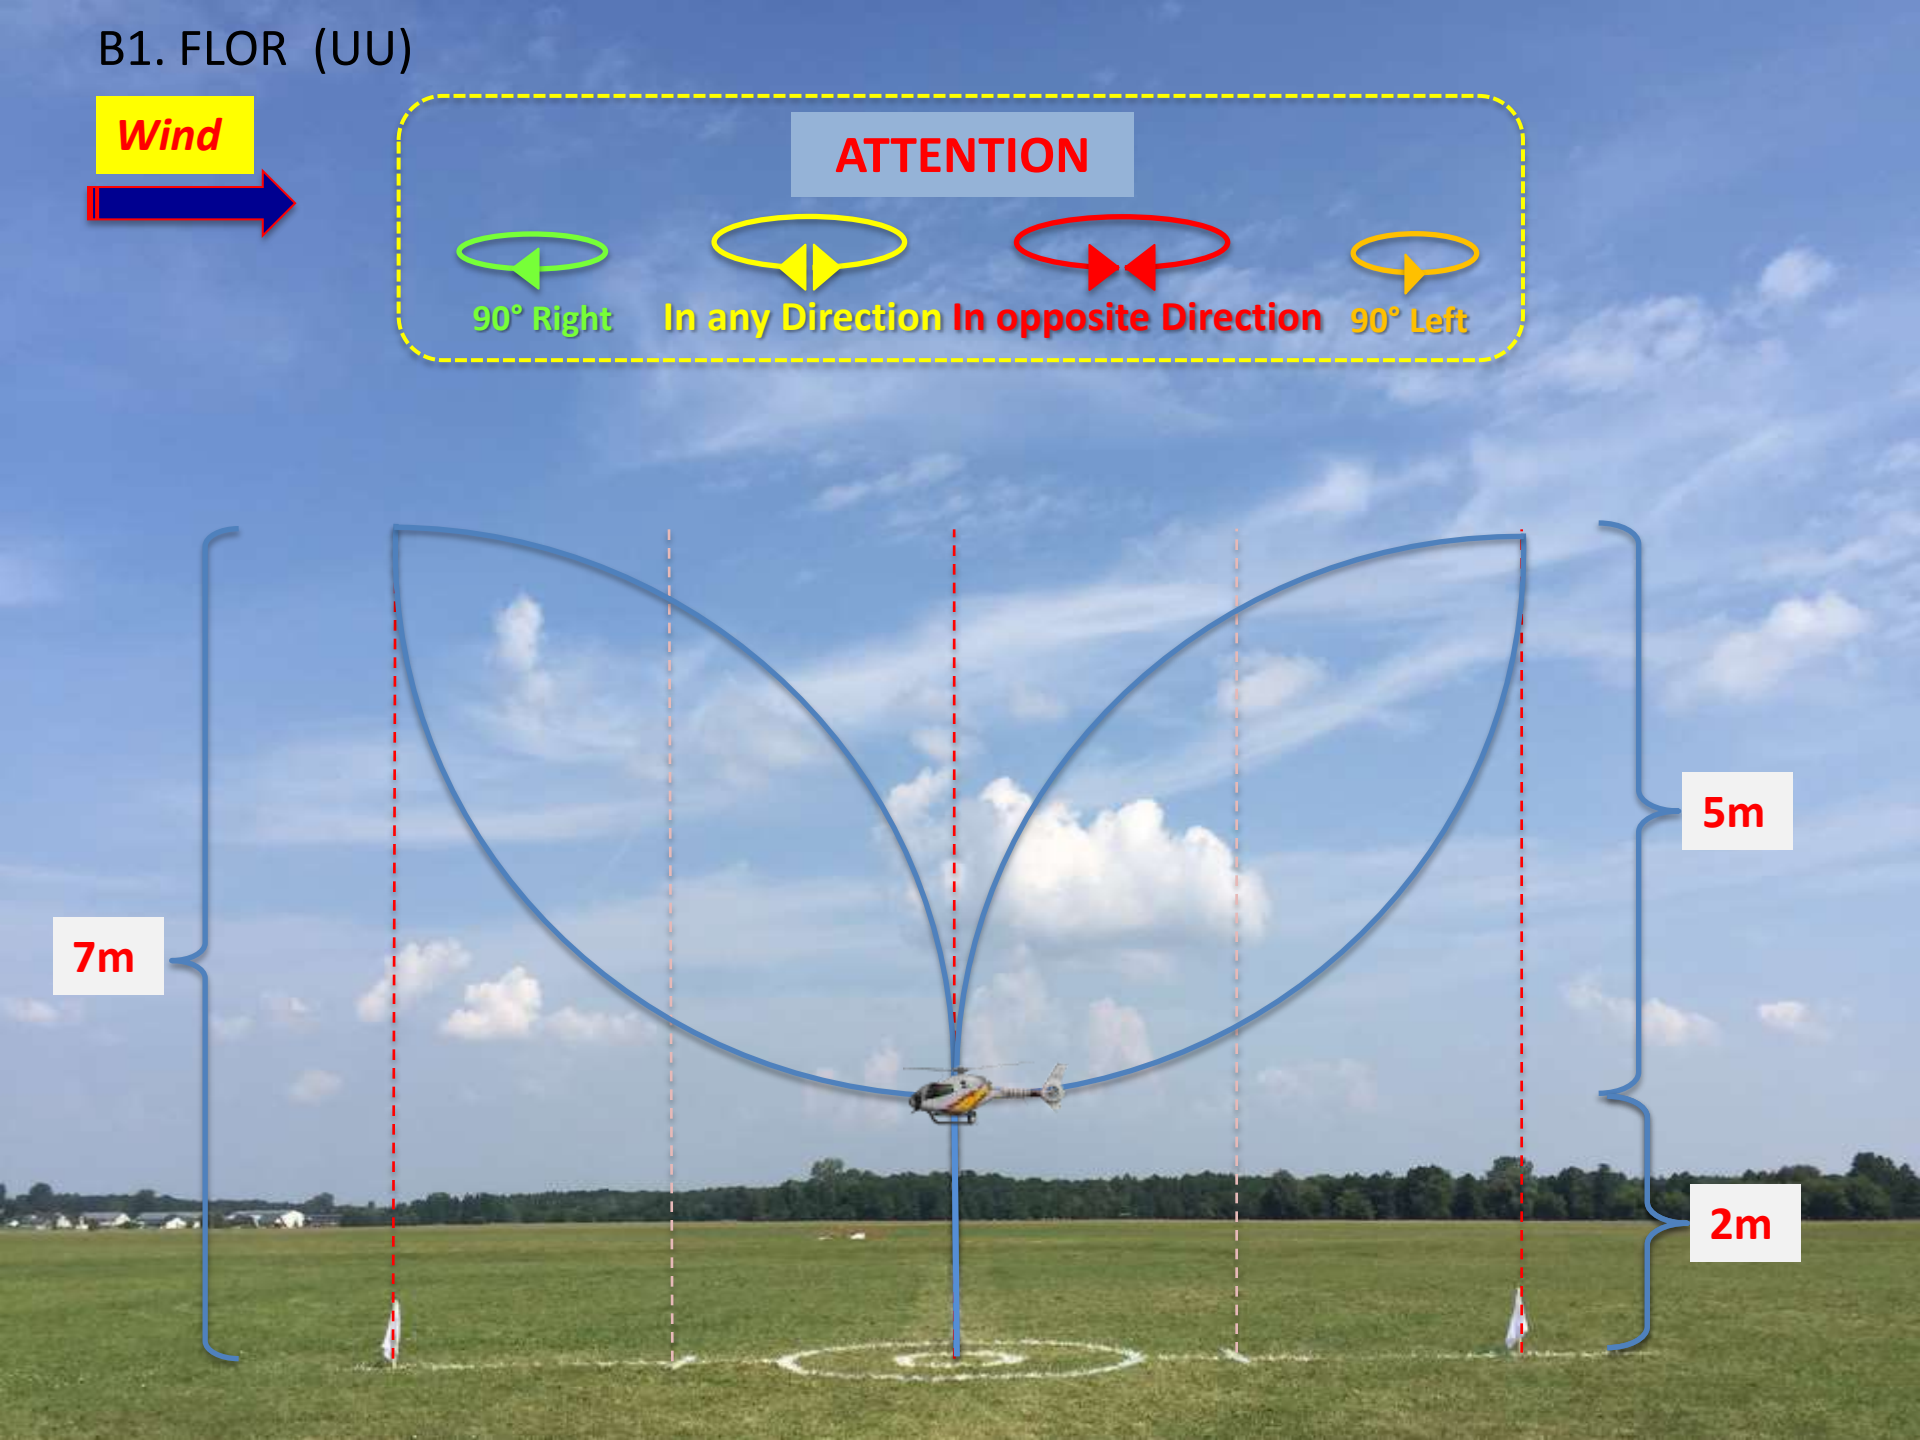 B1. FLOR (UU)
Wind
ATTENTION
90° Right
In any Direction
In opposite Direction
90° Left
5m
7m
2m